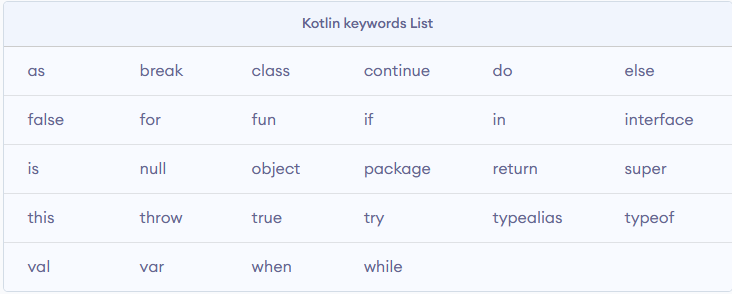 Kotlin keywords List
as break class continue do else
false for fun if in interface
is null object package return super
this throw true try typealias typeof
val var when while